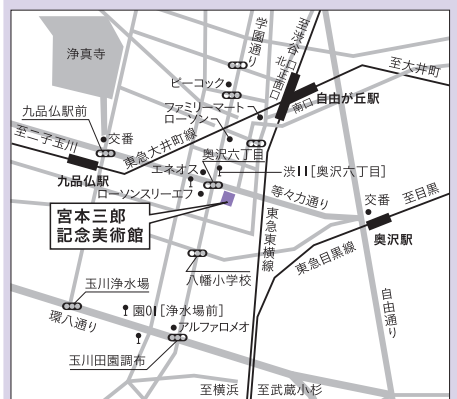 浄真寺
学園通り
至渋谷
北口
正面口
至大井町
ピーコック
ファミリーマート
ローソン
南口
自由が丘駅
九品仏駅前
交番
至二子玉川
東急大井町線
奥沢六丁目
エネオス
渋11[奥沢六丁目]
九品仏駅
ローソンスリーエフ
等々力通り
交番
至目黒
宮本三郎
記念美術館
東急東横線
奥沢駅
東急目黒線
八幡小学校
玉川浄水場
自由通り
環八通り
園01[浄水場前]
アルファロメオ
玉川田園調布
至横浜
至武蔵小杉